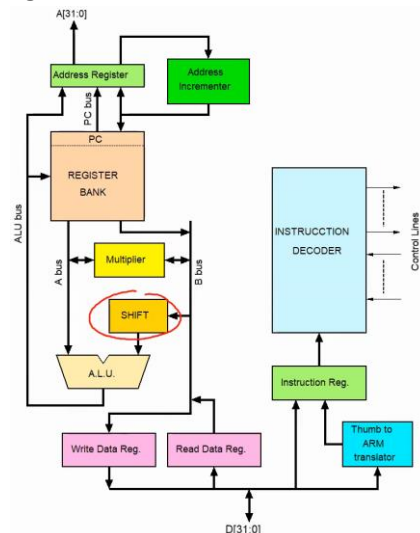 A[31:0]
Address Register
Address
Incrementer
PC bus
PC
REGISTER
BANK
ALU bus
A bus
Multiplier
B bus
SHIFT
A.L.U.
INSTRUCCTION
DECODER
Control Lines
Instruction Reg.
Write Data Reg.
Read Data Reg.
Thumb to
ARM
translator
D[31:0]